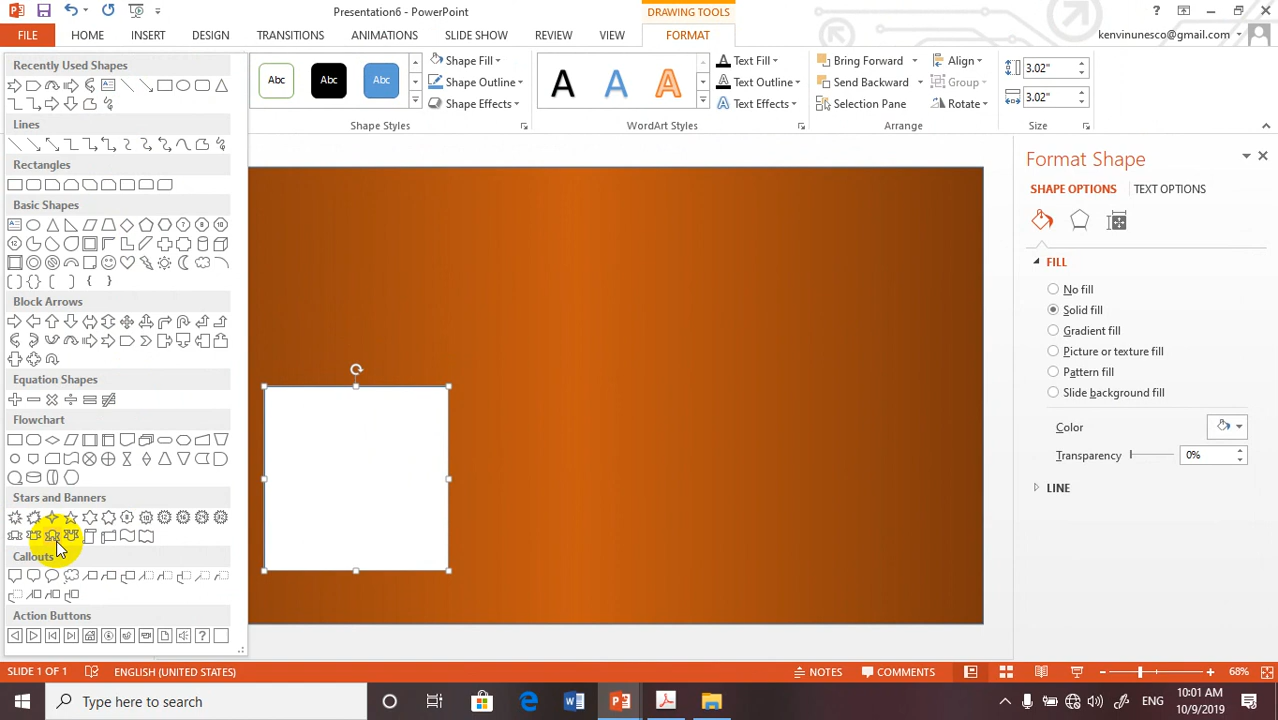 Presentation6 - PowerPoint
DRAWING TOOLS
?
FILE
HOME
INSERT
DESIGN
TRANSITIONS
ANIMATIONS
SLIDE SHOW
REVIEW
VIEW
FORMAT
kenvinunesco@gmail.com
Recently Used Shapes
Lines
Rectangles
Basic Shapes
Block Arrows
Equation Shapes
Flowchart
Stars and Banners
Callouts
Action Buttons
Abc
Abc
Abc
Shape Fill
Shape Outline
Shape Effects
Shape Styles
A
A
A
Text Fill
Text Outline
Text Effects
WordArt Styles
Bring Forward
Send Backward
Selection Pane
Align
Group
Rotate
Arrange
3.02"
3.02"
Size
Format Shape
SHAPE OPTIONS
TEXT OPTIONS
FILL
No fill
Solid fill
Gradient fill
Picture or texture fill
Pattern fill
Slide background fill
Color
Transparency
0%
LINE
SLIDE 1 OF 1
ENGLISH (UNITED STATES)
NOTES
COMMENTS
68%
Type here to search
ENG
10:01 AM
10/9/2019